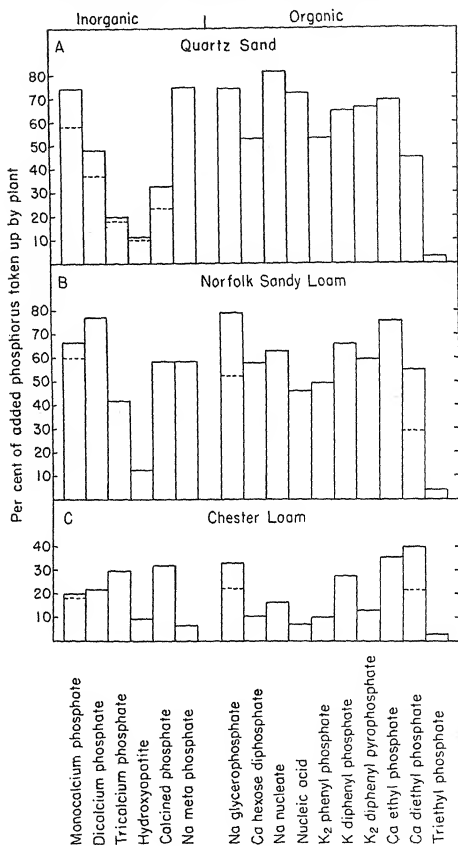 Inorganic Organic
A Quartz Sand
80
70
60
50
40
30
20
10
B Norfolk Sandy Loam
80
70
60
50
40
30
20
10
C Chester Loam
40
30
20
10
Per cent of added phosphorus taken up by plant
Monocalcium phosphate
Dicalcium phosphate
Tricalcium phosphate
Hydroxyapatite
Calcined phosphate
Na meta phosphate
Na glycerophosphate
Ca hexose diphosphate
Na nucleate
Nucleic acid
K2 phenyl phosphate
K diphenyl phosphate
K2 diphenyl pyrophosphate
Ca ethyl phosphate
Ca diethyl phosphate
Triethyl phosphate